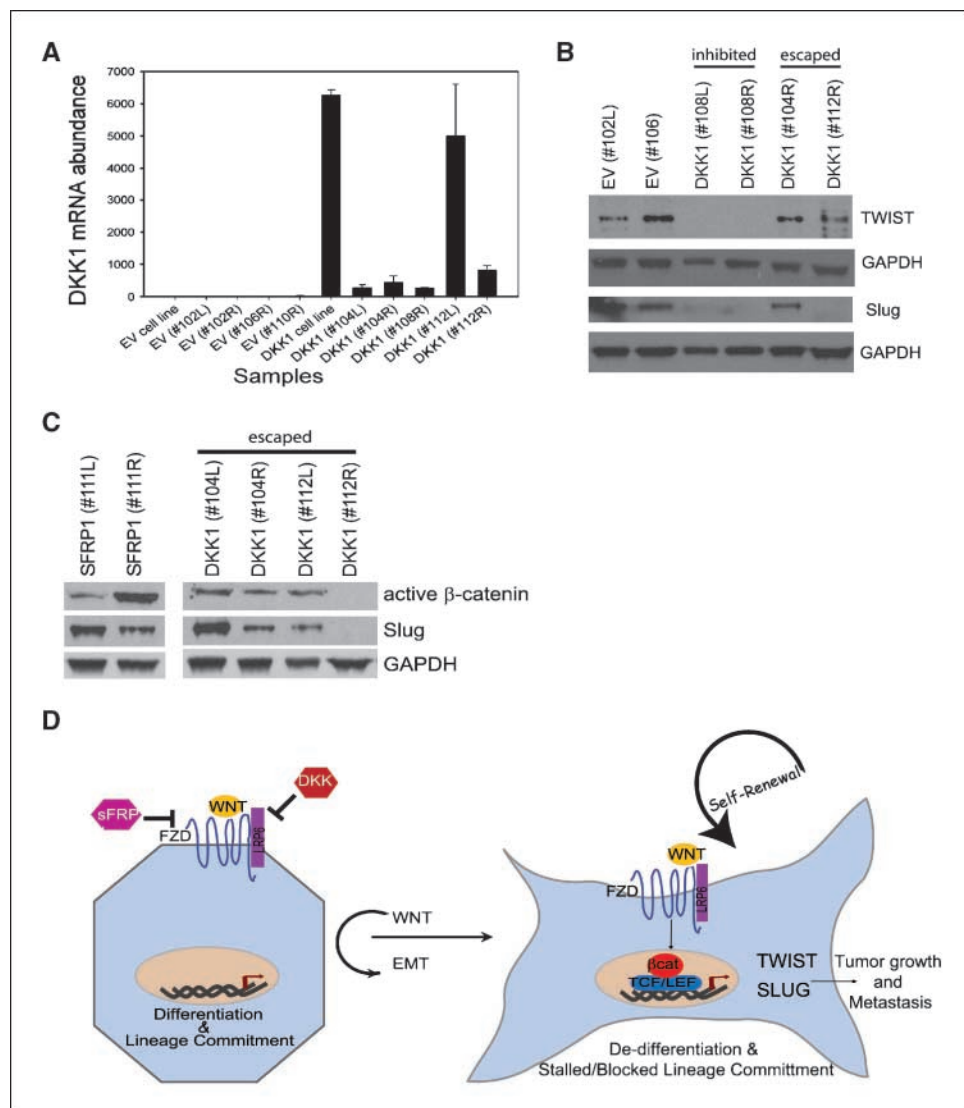 A
DKK1 mRNA abundance
7000
6000
5000
4000
3000
2000
1000
0
EV cell line
EV (#102L)
EV (#102R)
EV (#106R)
EV (#110R)
DKK1 cell line
DKK1 (#104L)
DKK1 (#104R)
DKK1 (#108R)
DKK1 (#112L)
DKK1 (#112R)
Samples
B
inhibited
escaped
EV (#102L)
EV (#106)
DKK1 (#108L)
DKK1 (#108R)
DKK1 (#104R)
DKK1 (#112R)
TWIST
GAPDH
Slug
GAPDH
C
escaped
SFRP1 (#111L)
SFRP1 (#111R)
DKK1 (#104L)
DKK1 (#104R)
DKK1 (#112L)
DKK1 (#112R)
active β-catenin
Slug
GAPDH
D
sFRP
FZD
WNT
DKK
LRP6
Differentiation
&
Lineage Commitment
WNT
EMT
Self-Renewal
WNT
FZD
LRP6
βcat
TCF/LEF
TWIST
SLUG
Tumor growth
and
Metastasis
De-differentiation &
Stalled/Blocked Lineage Committment